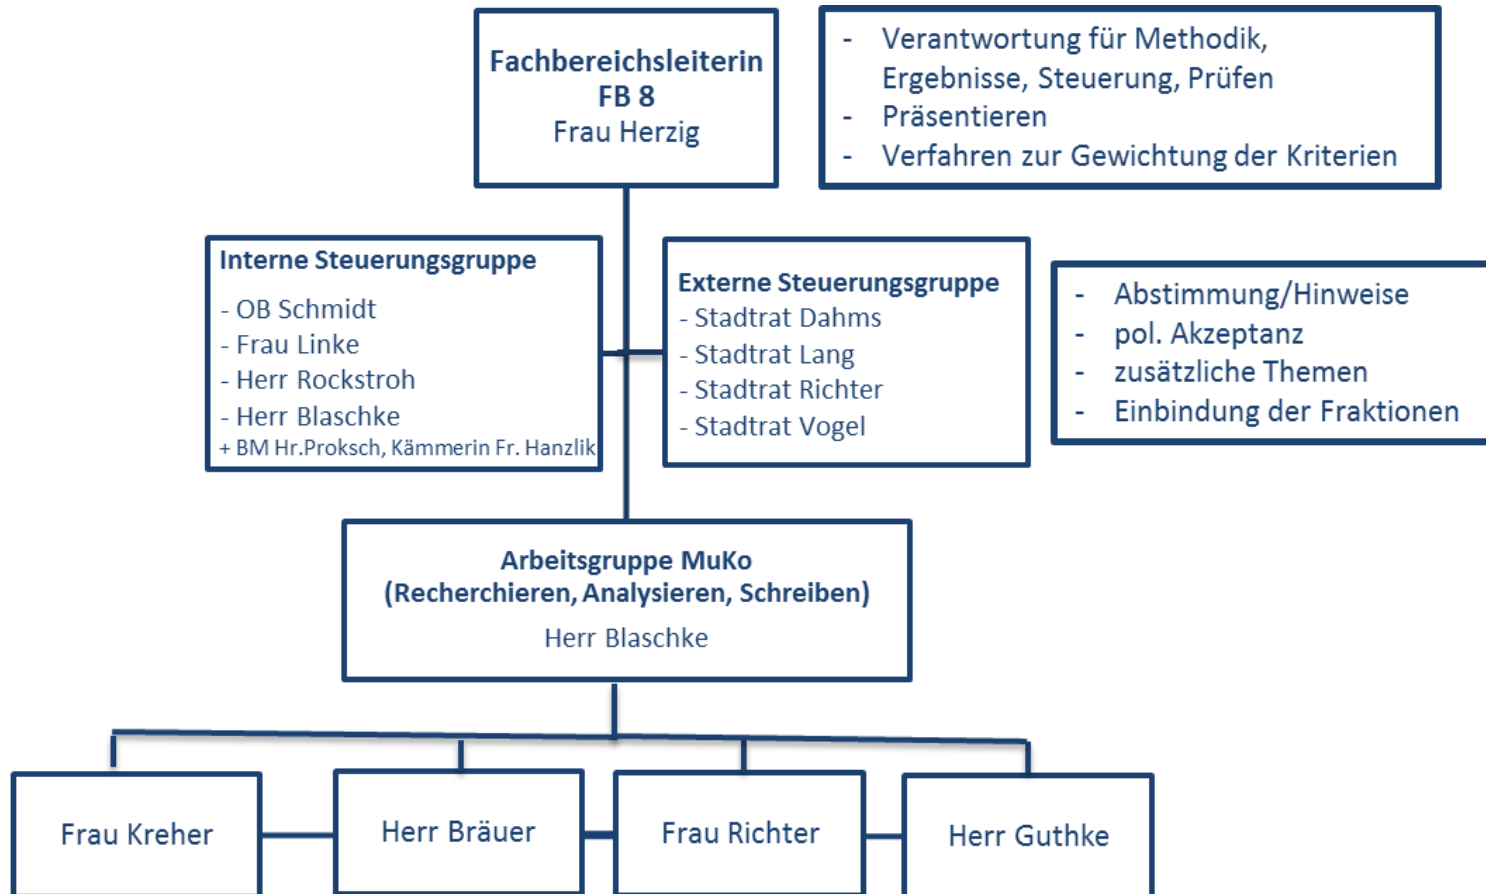 Fachbereichsleiterin
FB 8
Frau Herzig
- Verantwortung für Methodik,
Ergebnisse, Steuerung, Prüfen
- Präsentieren
- Verfahren zur Gewichtung der Kriterien
Interne Steuerungsgruppe
- OB Schmidt
- Frau Linke
- Herr Rockstroh
- Herr Blaschke
+ BM Hr.Proksch, Kämmerin Fr. Hanzlik
Externe Steuerungsgruppe
- Stadtrat Dahms
- Stadtrat Lang
- Stadtrat Richter
- Stadtrat Vogel
- Abstimmung/Hinweise
- pol. Akzeptanz
- zusätzliche Themen
- Einbindung der Fraktionen
Arbeitsgruppe MuKo
(Recherchieren, Analysieren, Schreiben)
Herr Blaschke
Frau Kreher
Herr Bräuer
Frau Richter
Herr Guthke